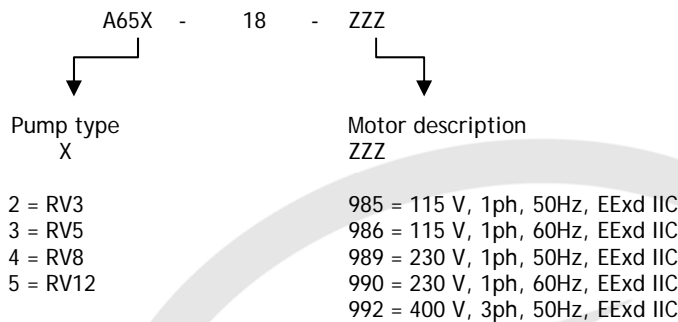 A65X - 18 - ZZZ
Pump type
X
2 = RV3
3 = RV5
4 = RV8
5 = RV12
Motor description
ZZZ
985 = 115 V, 1ph, 50Hz, EExd IIC
986 = 115 V, 1ph, 60Hz, EExd IIC
989 = 230 V, 1ph, 50Hz, EExd IIC
990 = 230 V, 1ph, 60Hz, EExd IIC
992 = 400 V, 3ph, 50Hz, EExd IIC